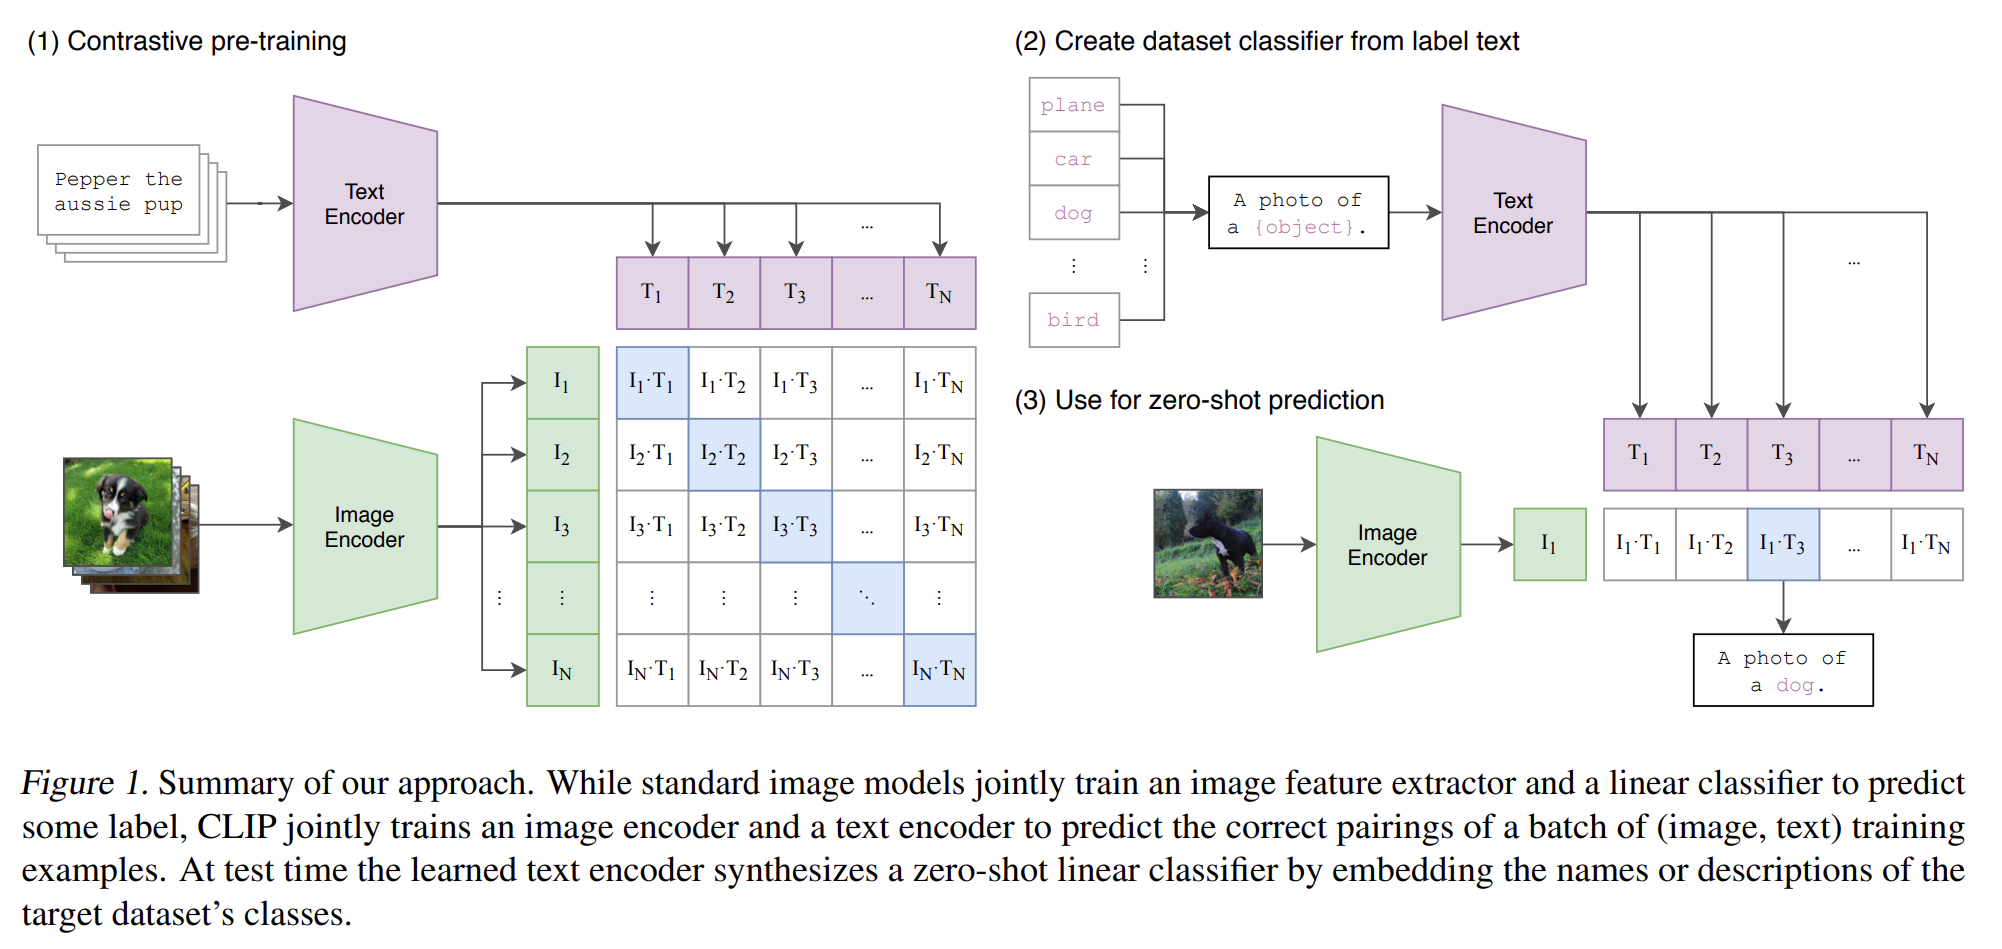 (1) Contrastive pre-training
Pepper the
aussie pup
Text
Encoder
...
T1 T2 T3 ... TN
Image
Encoder
I1
I2
I3
⋮ ⋮
IN
I1·T1 I1·T2 I1·T3 ... I1·TN
I2·T1 I2·T2 I2·T3 ... I2·TN
I3·T1 I3·T2 I3·T3 ... I3·TN
⋮ ⋮ ⋮ ⋱ ⋮
IN·T1 IN·T2 IN·T3 ... IN·TN
(2) Create dataset classifier from label text
plane
car
dog
⋮ ⋮
bird
A photo of
a {object}.
Text
Encoder
...
(3) Use for zero-shot prediction
T1 T2 T3 ... TN
Image
Encoder
I1
I1·T1 I1·T2 I1·T3 ... I1·TN
A photo of
a dog.
Figure 1. Summary of our approach. While standard image models jointly train an image feature extractor and a linear classifier to predict
some label, CLIP jointly trains an image encoder and a text encoder to predict the correct pairings of a batch of (image, text) training
examples. At test time the learned text encoder synthesizes a zero-shot linear classifier by embedding the names or descriptions of the
target dataset's classes.